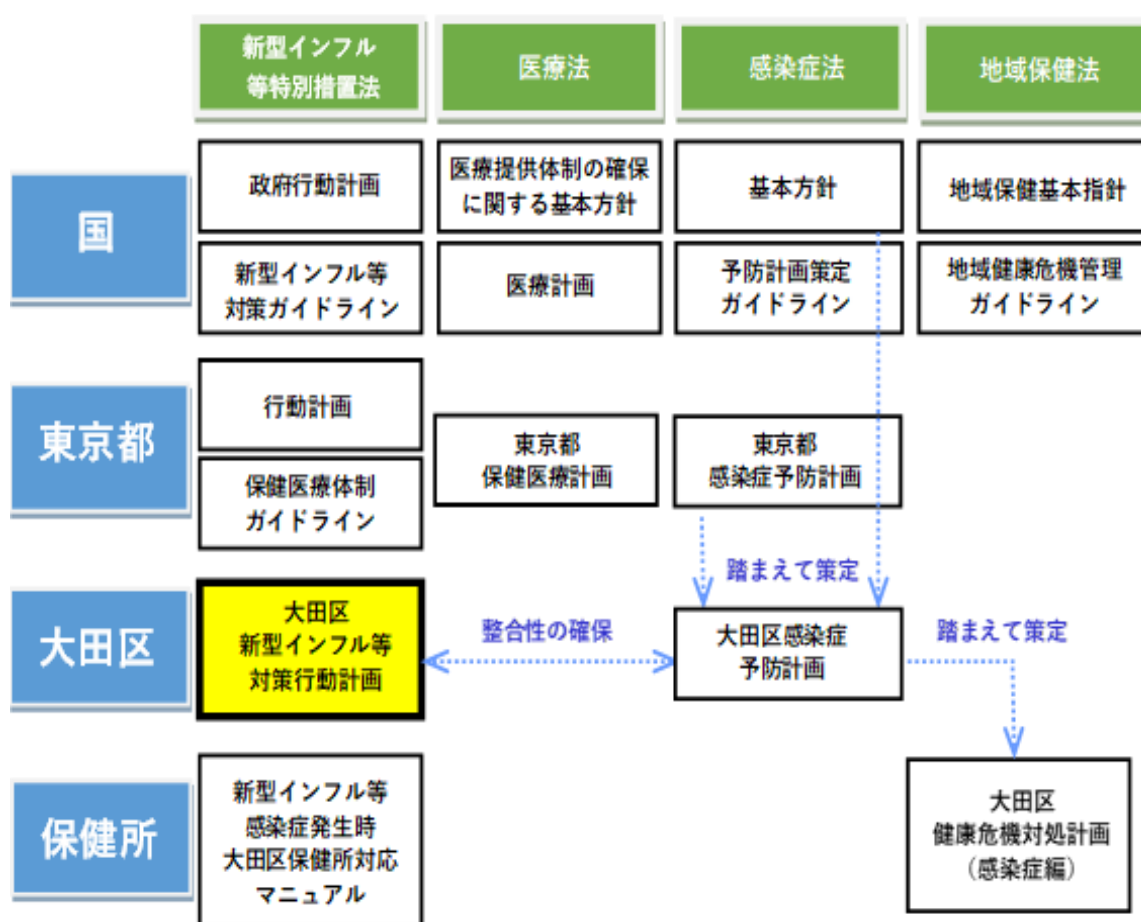 新型インフル
等特別措置法
医療法
感染症法
地域保健法
国
政府行動計画
医療提供体制の確保
に関する基本方針
基本方針
地域保健基本指針
新型インフル等
対策ガイドライン
医療計画
予防計画策定
ガイドライン
地域健康危機管理
ガイドライン
東京都
行動計画
保健医療体制
ガイドライン
東京都
保健医療計画
東京都
感染症予防計画
踏まえて策定
大田区
大田区
新型インフル等
対策行動計画
整合性の確保
大田区感染症
予防計画
踏まえて策定
保健所
新型インフル等
感染症発生時
大田区保健所対応
マニュアル
大田区
健康危機対処計画
（感染症編）